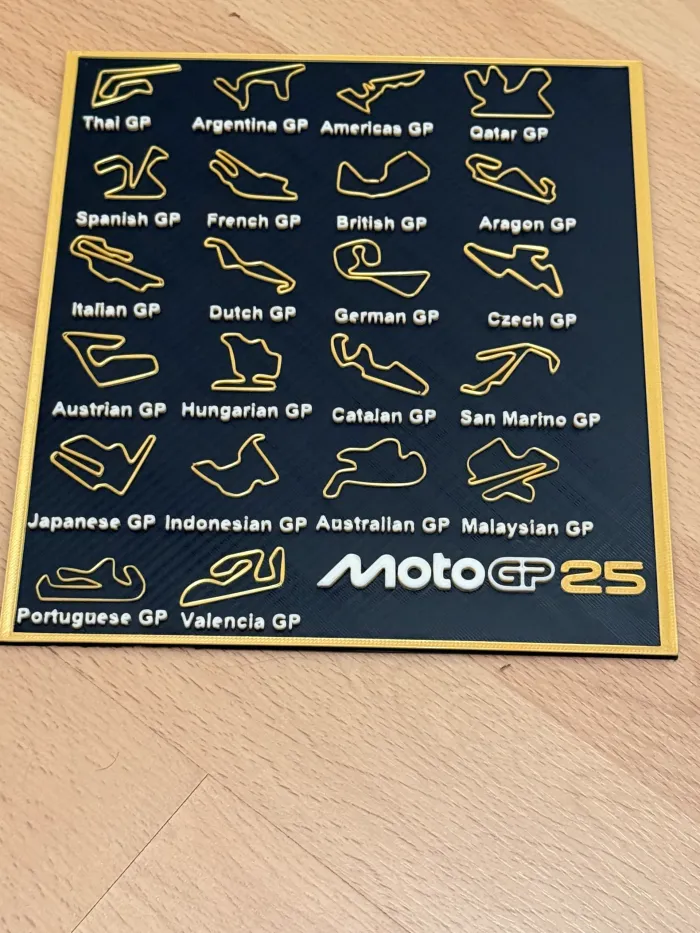 Thai GP Argentina GP Americas GP Qatar GP
Spanish GP French GP British GP Aragon GP
Italian GP Dutch GP German GP Czech GP
Austrian GP Hungarian GP Catalan GP San Marino GP
Japanese GP Indonesian GP Australian GP Malaysian GP
MotoGP 25
Portuguese GP Valencia GP